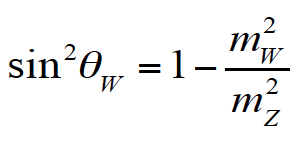 sin²θ_W = 1 − m_W² / m_Z²